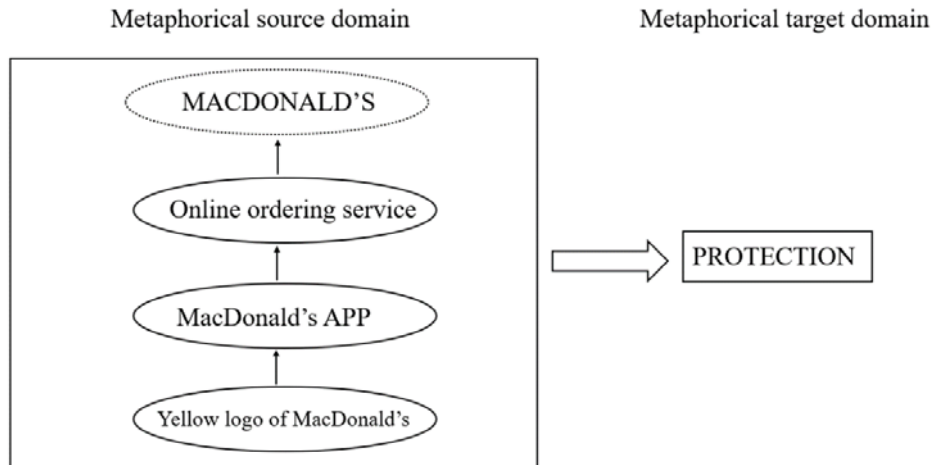 Metaphorical source domain
Metaphorical target domain
MACDONALD'S
Online ordering service
PROTECTION
MacDonald's APP
Yellow logo of MacDonald's